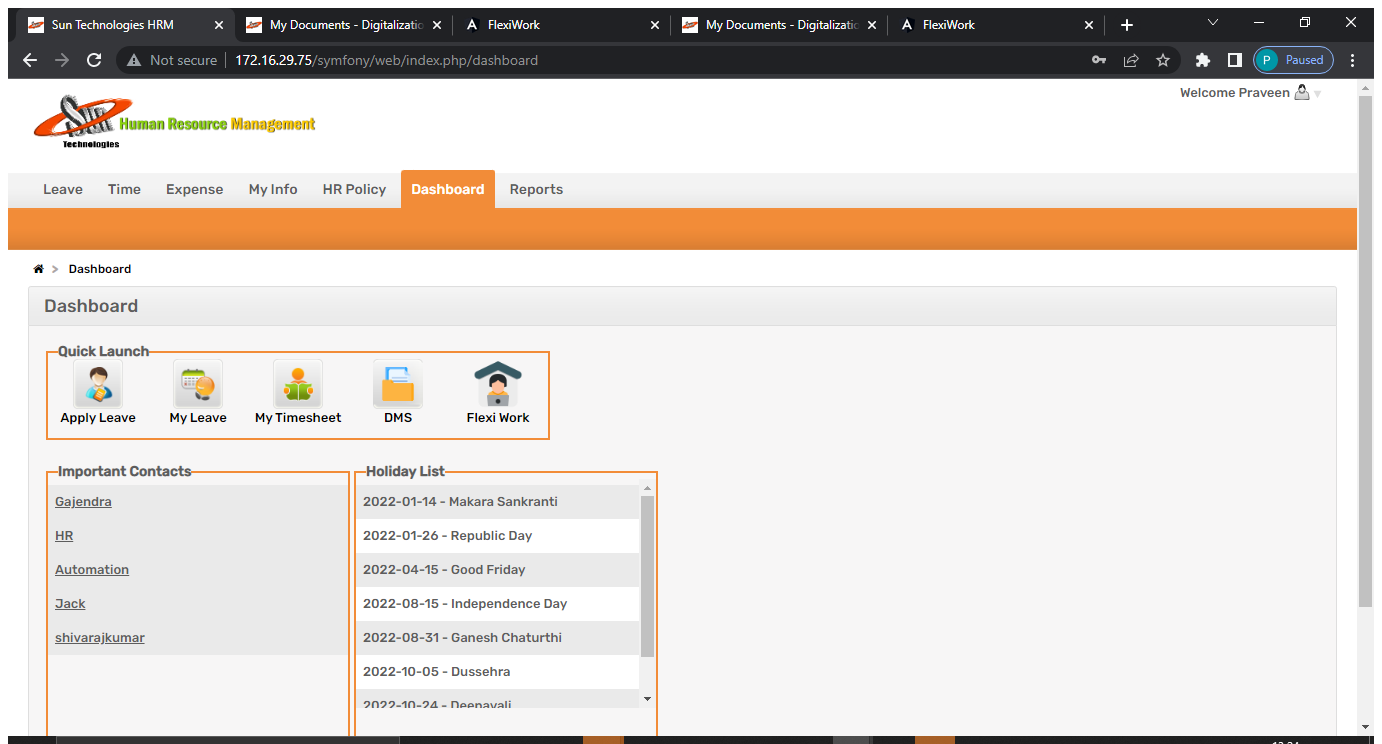 Sun Technologies HRM
My Documents - Digitalizatio
FlexiWork
My Documents - Digitalizatio
FlexiWork
Not secure 172.16.29.75/symfony/web/index.php/dashboard
P Paused
Welcome Praveen
Sun Human Resource Management
Technologies
Leave Time Expense My Info HR Policy Dashboard Reports
> Dashboard
Dashboard
Quick Launch
Apply Leave My Leave My Timesheet DMS Flexi Work
Important Contacts
Gajendra
HR
Automation
Jack
shivarajkumar
Holiday List
2022-01-14 - Makara Sankranti
2022-01-26 - Republic Day
2022-04-15 - Good Friday
2022-08-15 - Independence Day
2022-08-31 - Ganesh Chaturthi
2022-10-05 - Dussehra
2022-10-24 - Deepavali